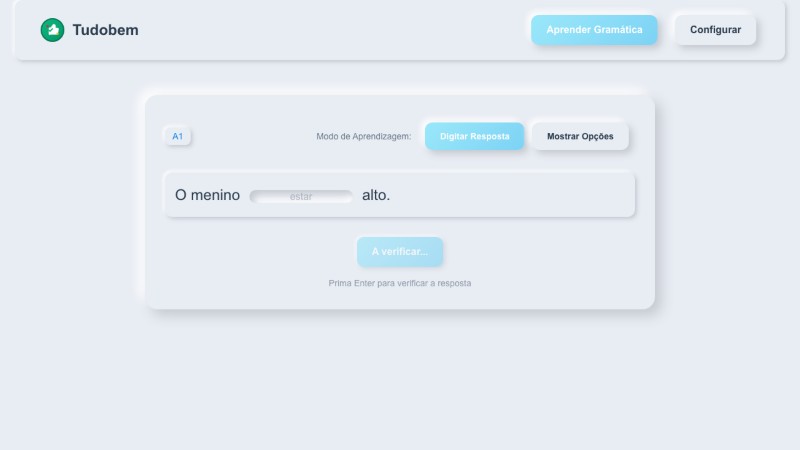 Tudobem
Aprender Gramática
Configurar
A1
Modo de Aprendizagem:
Digitar Resposta
Mostrar Opções
O menino estar alto.
A verificar...
Prima Enter para verificar a resposta